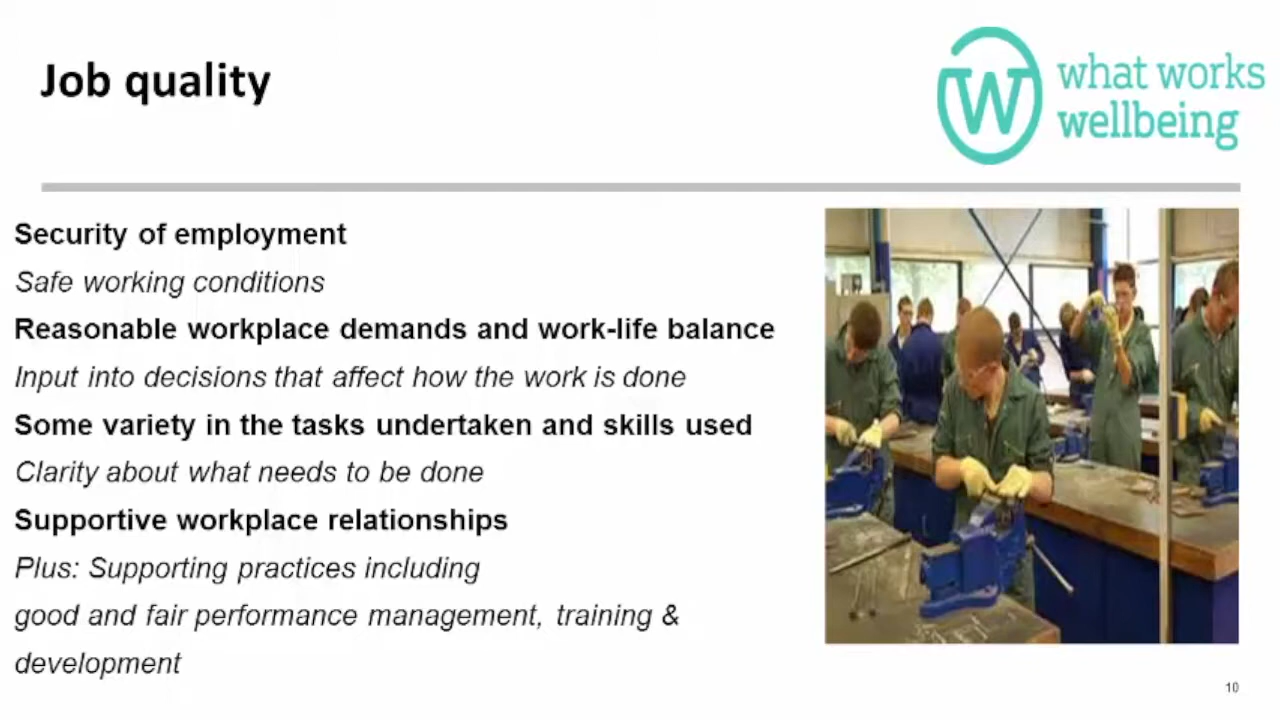 Job quality
W
what works
wellbeing
Security of employment
Safe working conditions
Reasonable workplace demands and work-life balance
Input into decisions that affect how the work is done
Some variety in the tasks undertaken and skills used
Clarity about what needs to be done
Supportive workplace relationships
Plus: Supporting practices including
good and fair performance management, training &
development
10